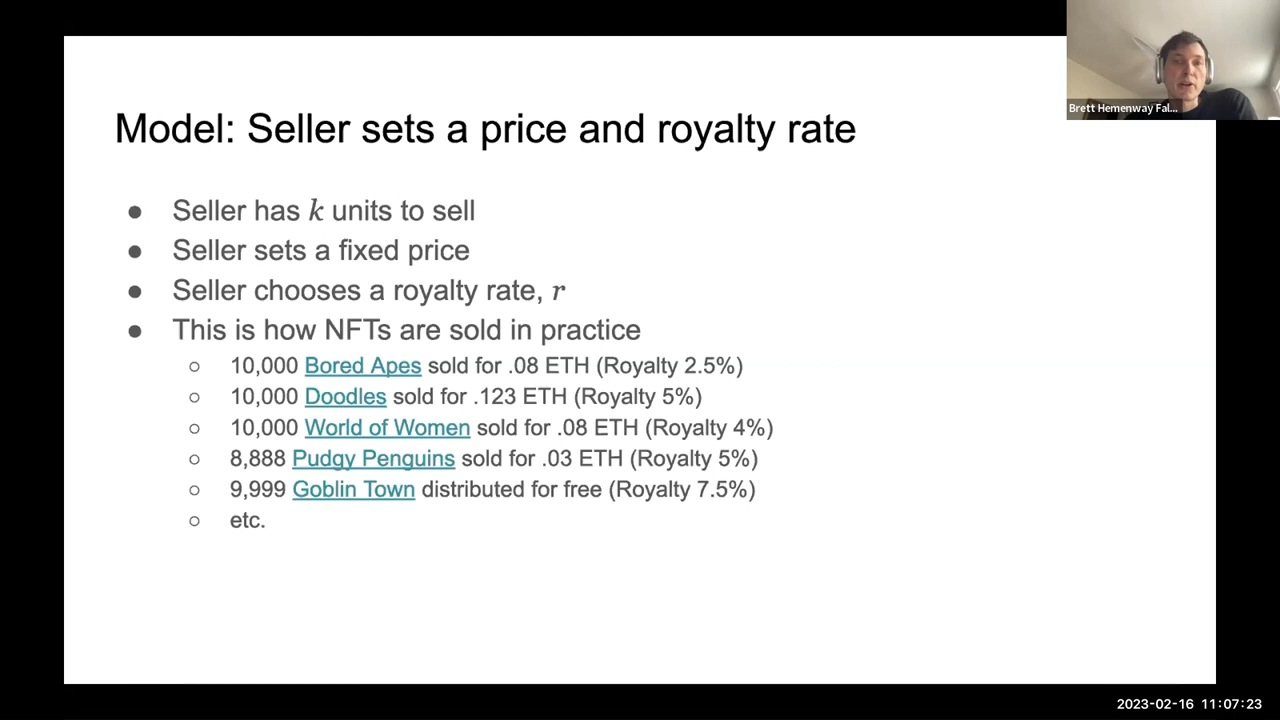 Brett Hemenway Fal...
Model: Seller sets a price and royalty rate
● Seller has k units to sell
● Seller sets a fixed price
● Seller chooses a royalty rate, r
● This is how NFTs are sold in practice
○ 10,000 Bored Apes sold for .08 ETH (Royalty 2.5%)
○ 10,000 Doodles sold for .123 ETH (Royalty 5%)
○ 10,000 World of Women sold for .08 ETH (Royalty 4%)
○ 8,888 Pudgy Penguins sold for .03 ETH (Royalty 5%)
○ 9,999 Goblin Town distributed for free (Royalty 7.5%)
○ etc.
2023-02-16 11:07:23